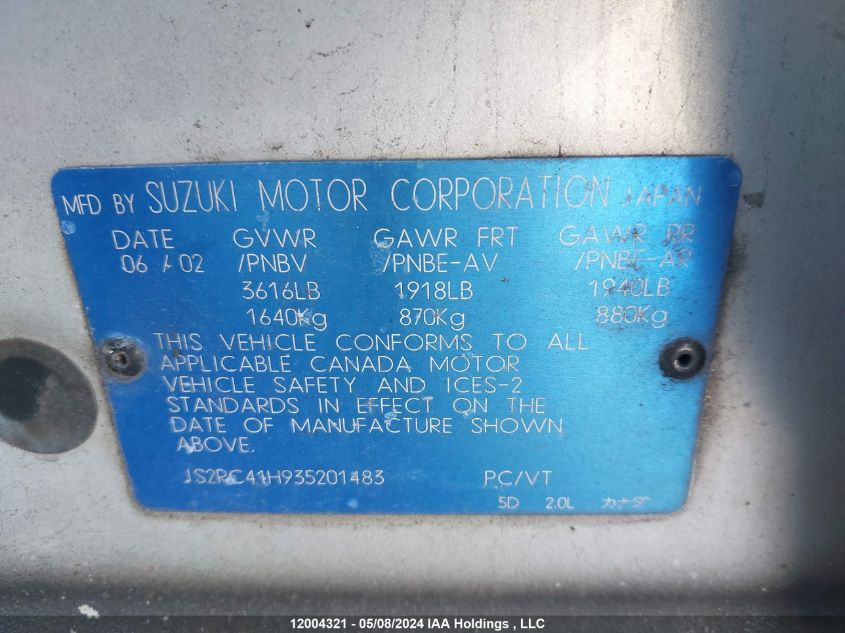 MFD BY SUZUKI MOTOR CORPORATION JAPAN
DATE GVWR GAWR FRT GAWR RR
06 / 02 /PNBV /PNBE-AV /PNBE-AR
3616LB 1918LB 1940LB
1640Kg 870Kg 880Kg
THIS VEHICLE CONFORMS TO ALL
APPLICABLE CANADA MOTOR
VEHICLE SAFETY AND ICES-2
STANDARDS IN EFFECT ON THE
DATE OF MANUFACTURE SHOWN
ABOVE.
JS2RC41H935201483 PC/VT
5D 2.0L カナダ
12004321 - 05/08/2024 IAA Holdings , LLC